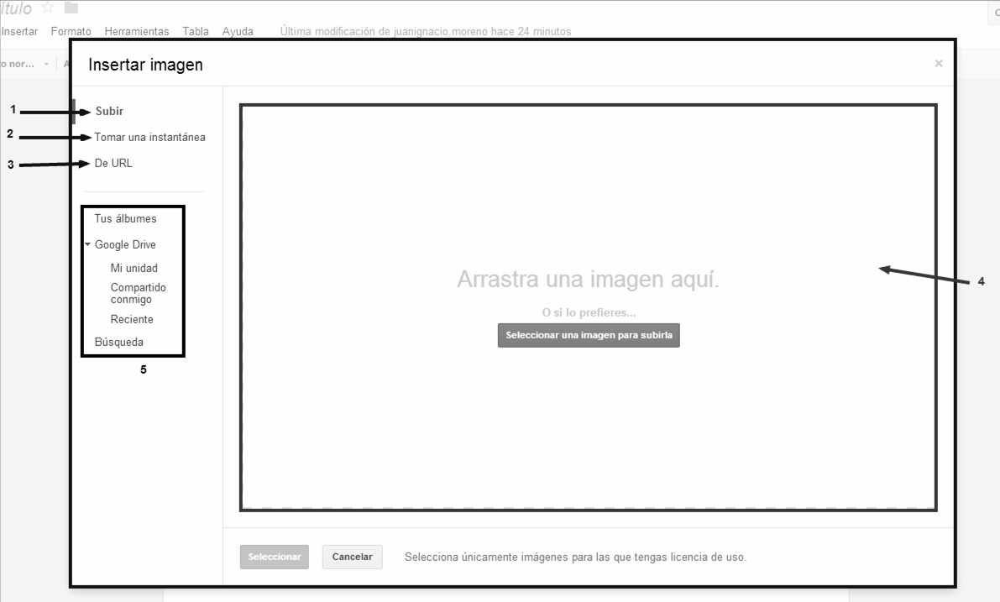 ítulo
Insertar Formato Herramientas Tabla Ayuda Última modificación de juanignacio.moreno hace 24 minutos
o nor... A
Insertar imagen ×
1 Subir
2 Tomar una instantánea
3 De URL
Tus álbumes
Google Drive
Mi unidad
Compartido
conmigo
Reciente
Búsqueda
5
Arrastra una imagen aquí.
4
O si lo prefieres...
Seleccionar una imagen para subirla
Seleccionar Cancelar Selecciona únicamente imágenes para las que tengas licencia de uso.